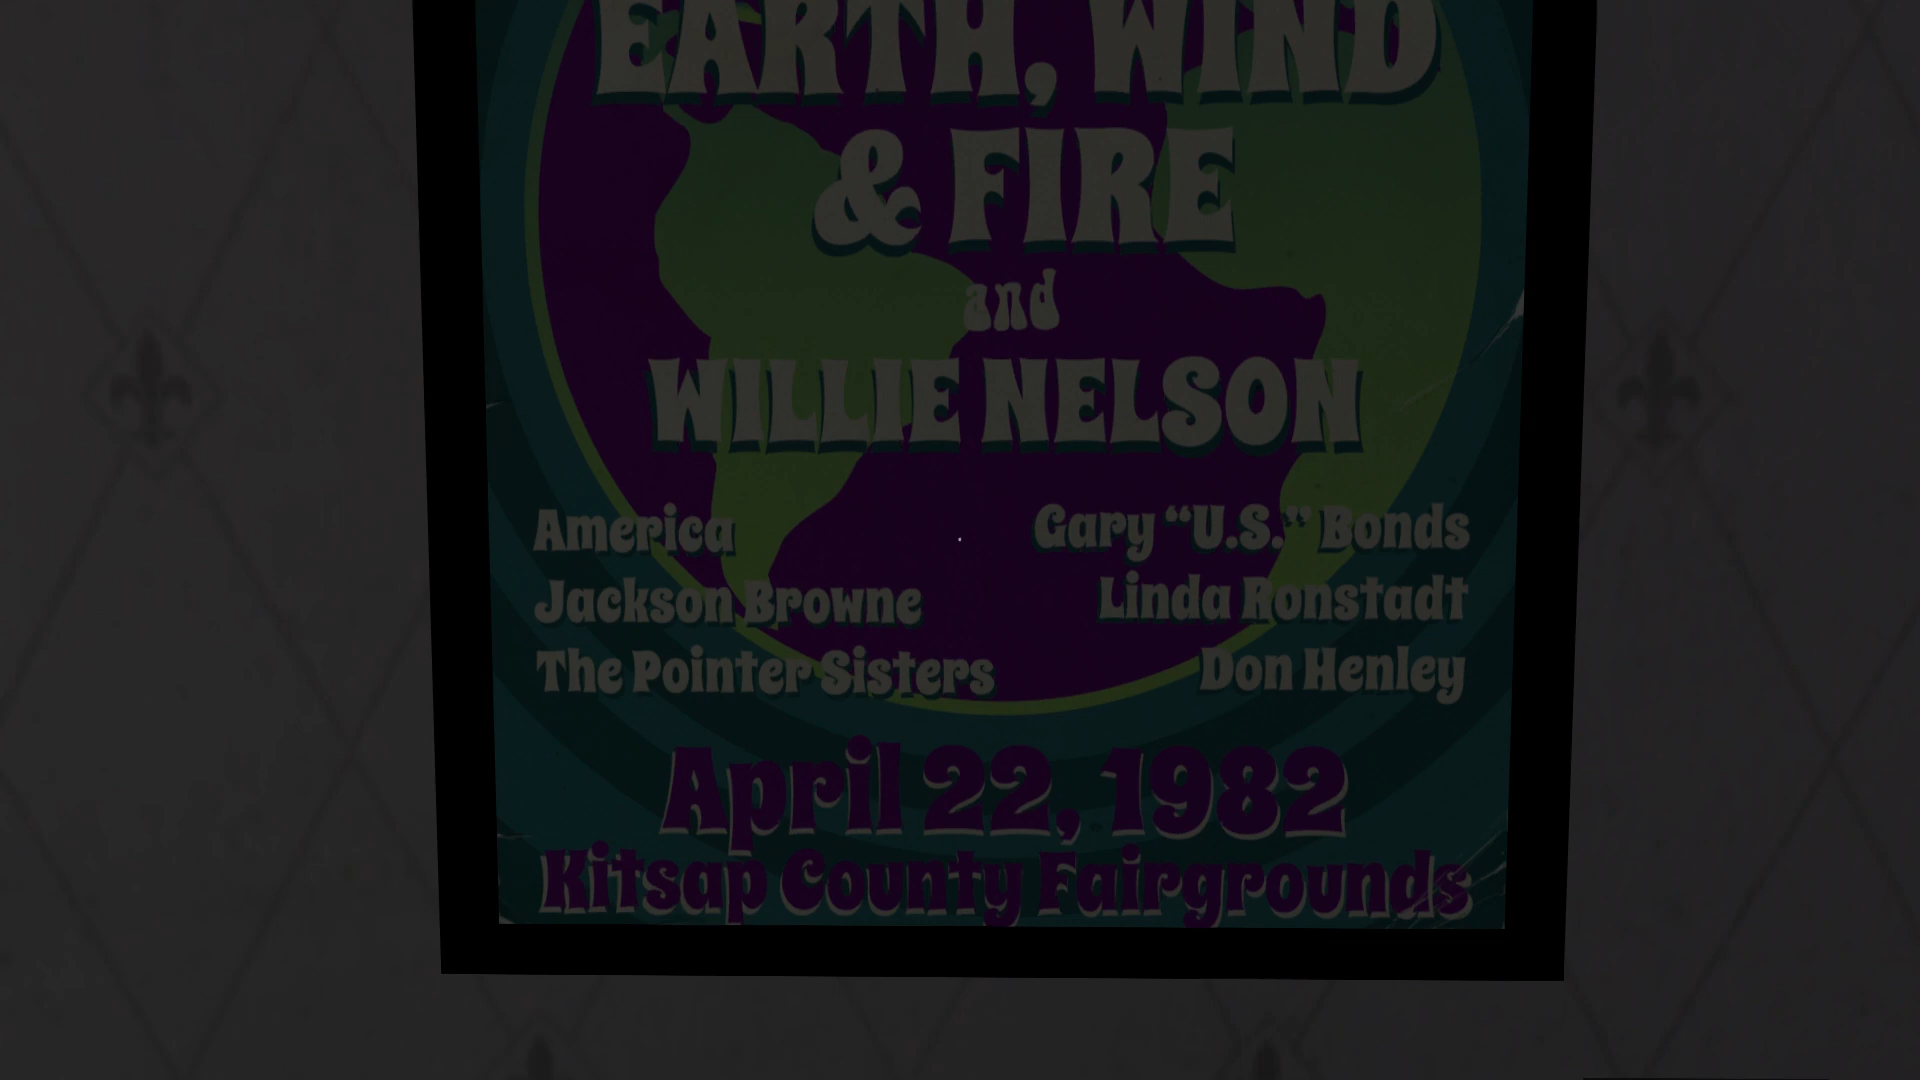 EARTH, WIND
& FIRE
and
WILLIE NELSON
America
Gary “U.S.” Bonds
Jackson Browne
Linda Ronstadt
The Pointer Sisters
Don Henley
April 22, 1982
Kitsap County Fairgrounds